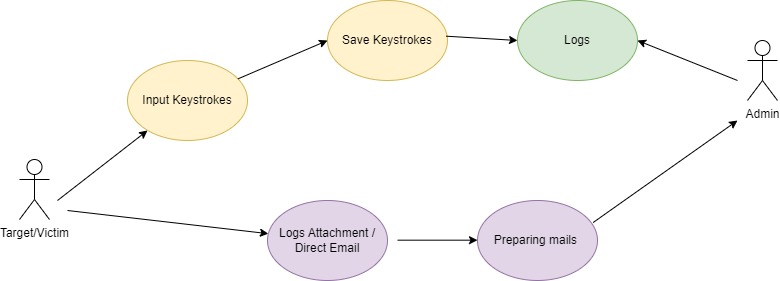 Save Keystrokes
Logs
Input Keystrokes
Admin
Target/Victim
Logs Attachment /
Direct Email
Preparing mails